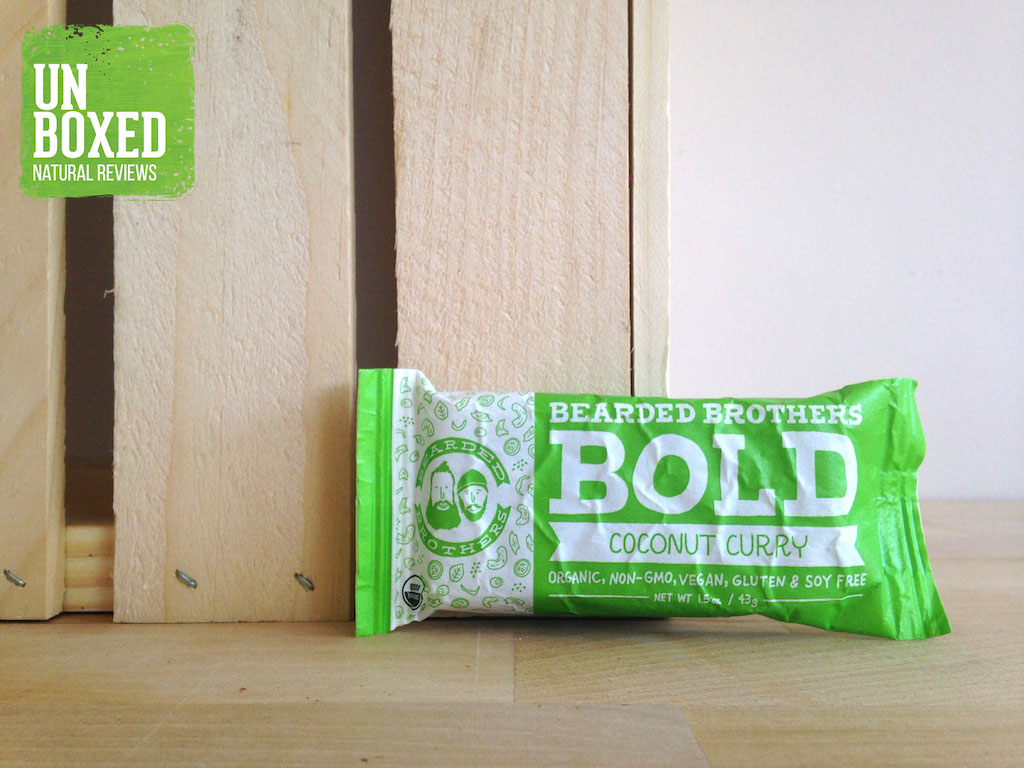 UN
BOXED
NATURAL REVIEWS
BEARDED
BROTHERS
BEARDED BROTHERS
BOLD
COCONUT CURRY
ORGANIC, NON-GMO, VEGAN, GLUTEN & SOY FREE
NET WT 1.5 oz / 43g